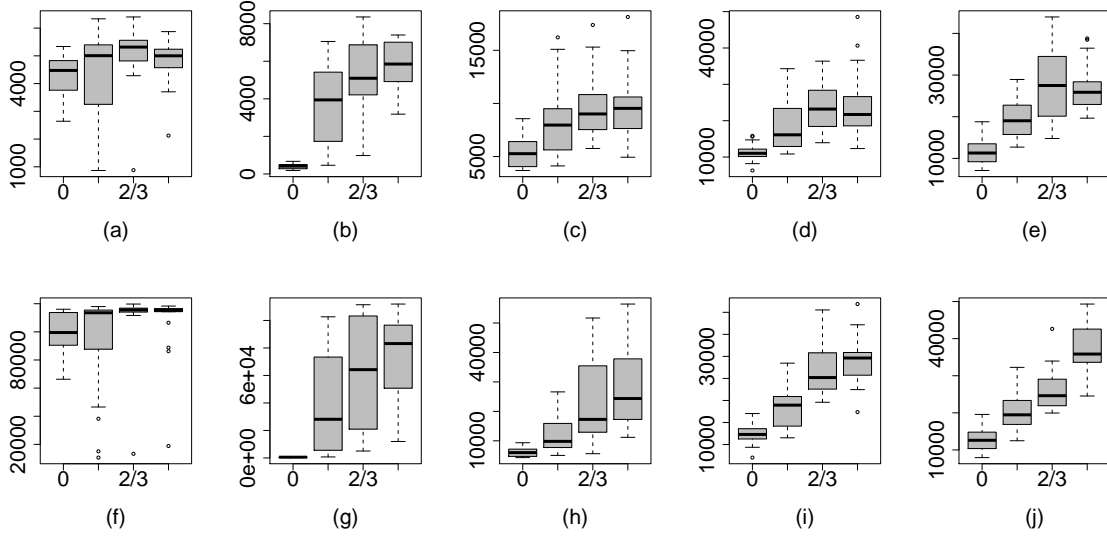 1000 4000
0 2/3
(a)
0 4000 8000
0 2/3
(b)
5000 15000
0 2/3
(c)
10000 40000
0 2/3
(d)
10000 30000
0 2/3
(e)
20000 80000
0 2/3
(f)
0e+00 6e+04
0 2/3
(g)
10000 40000
0 2/3
(h)
10000 30000
0 2/3
(i)
10000 40000
0 2/3
(j)